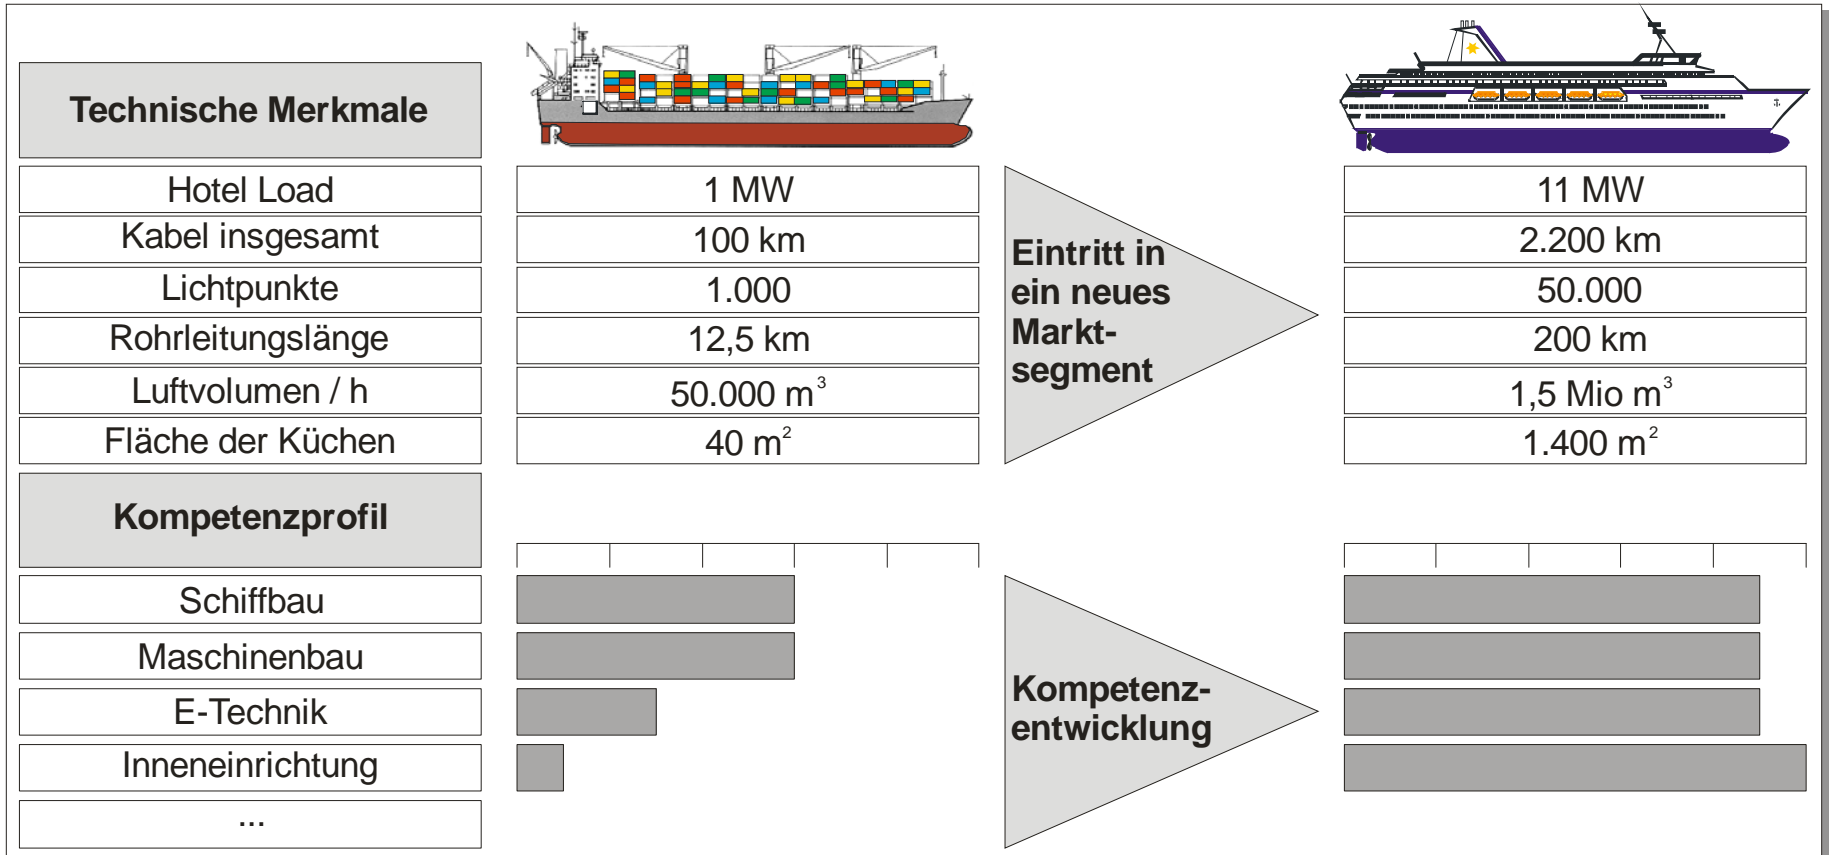 Technische Merkmale
Hotel Load 1 MW 11 MW
Kabel insgesamt 100 km 2.200 km
Lichtpunkte 1.000 50.000
Rohrleitungslänge 12,5 km 200 km
Luftvolumen / h 50.000 m³ 1,5 Mio m³
Fläche der Küchen 40 m² 1.400 m²
Eintritt in
ein neues
Markt-
segment
Kompetenzprofil
Schiffbau
Maschinenbau
E-Technik
Inneneinrichtung
...
Kompetenz-
entwicklung